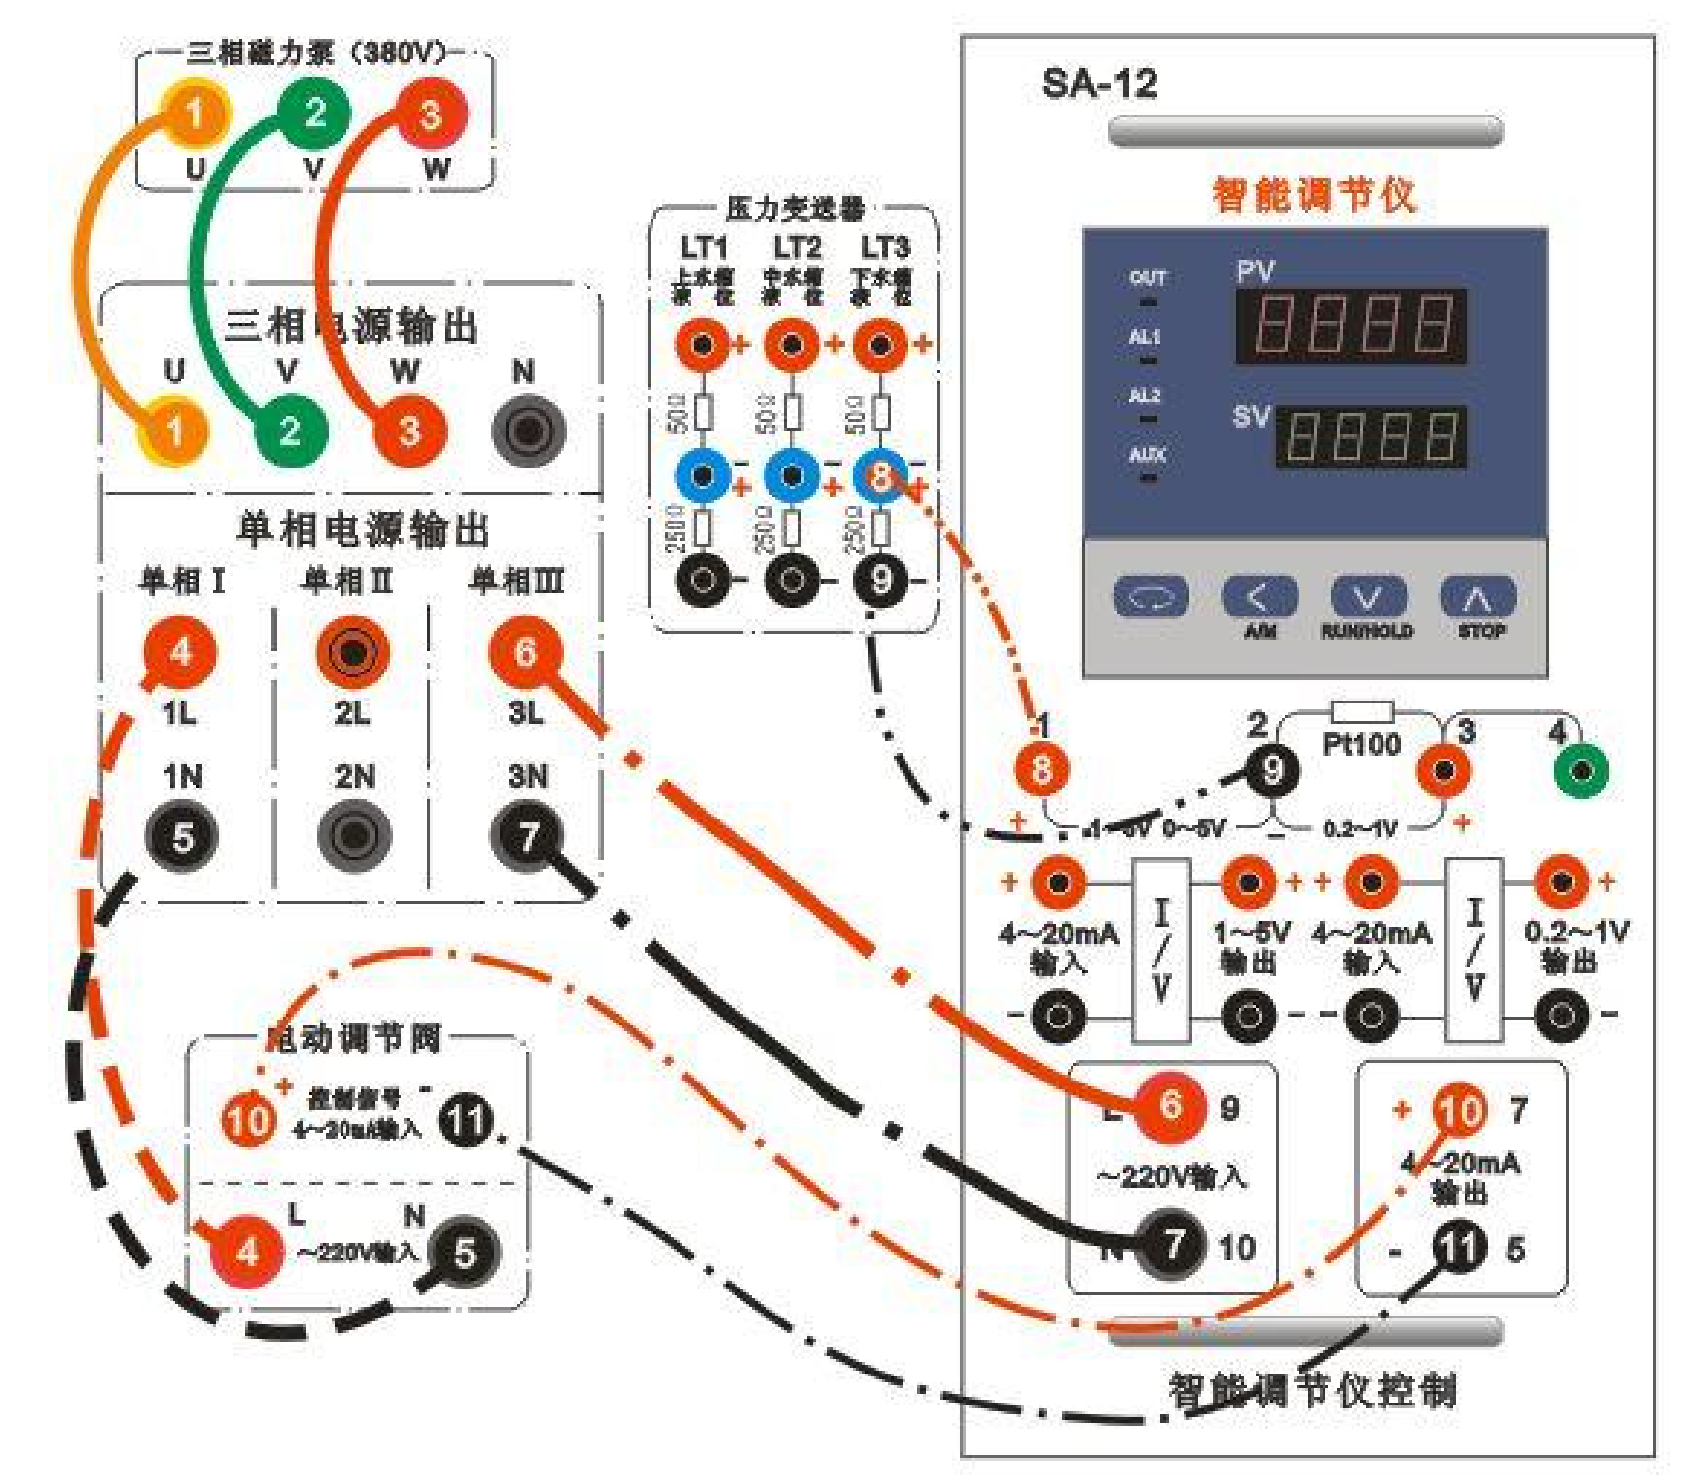 三相磁力泵（380V）
1 2 3
U V W
三相电源输出
U V W N
1 2 3
单相电源输出
单相Ⅰ 单相Ⅱ 单相Ⅲ
4 6
1L 2L 3L
1N 2N 3N
5 7
电动调节阀
+ 控制信号 -
10 4～20mA输入 11
L N
4 ～220V输入 5
压力变送器
LT1 LT2 LT3
上水箱 中水箱 下水箱
液 位 液 位 液 位
+ + +
50Ω 50Ω 50Ω
- - -
8
+ + +
250Ω 250Ω 250Ω
- - 9 -
SA-12
智能调节仪
OUT PV
8888
AL1
AL2
SV 8888
AUX
A/M RUN/HOLD STOP
1 2 Pt100 3 4
8 9
+ 1～5V 0～5V - 0.2～1V +
+ + + +
4～20mA I/V 1～5V 4～20mA I/V 0.2～1V
输入 输出 输入 输出
- - - -
L 6 9 + 10 7
～220V输入 4～20mA
输出
N 7 10 - 11 5
智能调节仪控制